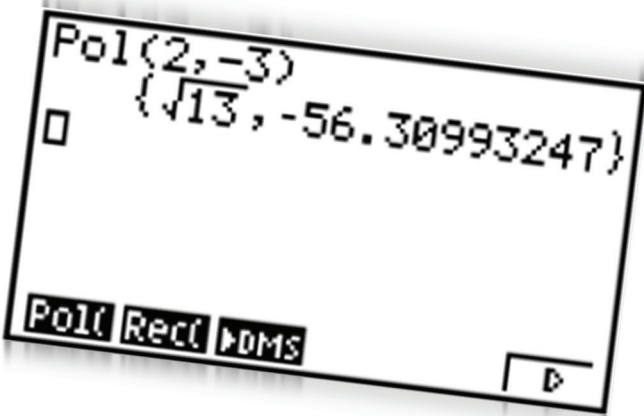 Pol(2,-3)
{√13,-56.30993247}
Pol( Rec( ▶DMS ▷